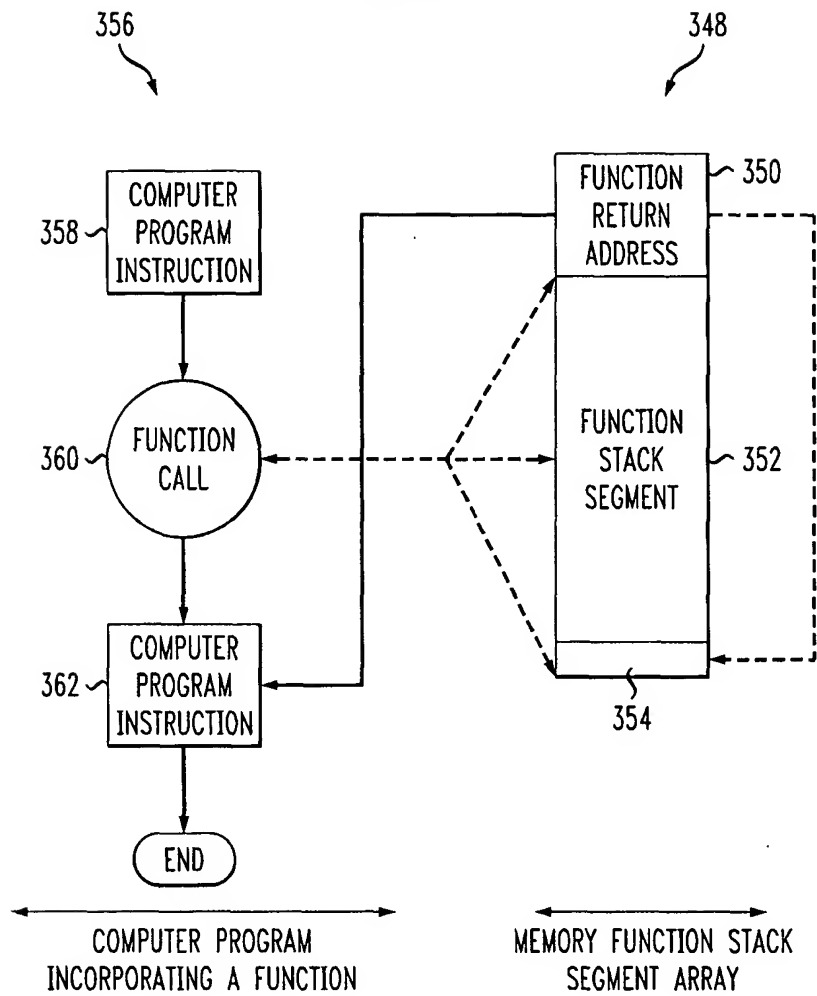 356
348
COMPUTER
PROGRAM
INSTRUCTION
358
FUNCTION
RETURN
ADDRESS
350
FUNCTION
CALL
360
FUNCTION
STACK
SEGMENT
352
COMPUTER
PROGRAM
INSTRUCTION
362
354
END
COMPUTER PROGRAM
INCORPORATING A FUNCTION
MEMORY FUNCTION STACK
SEGMENT ARRAY